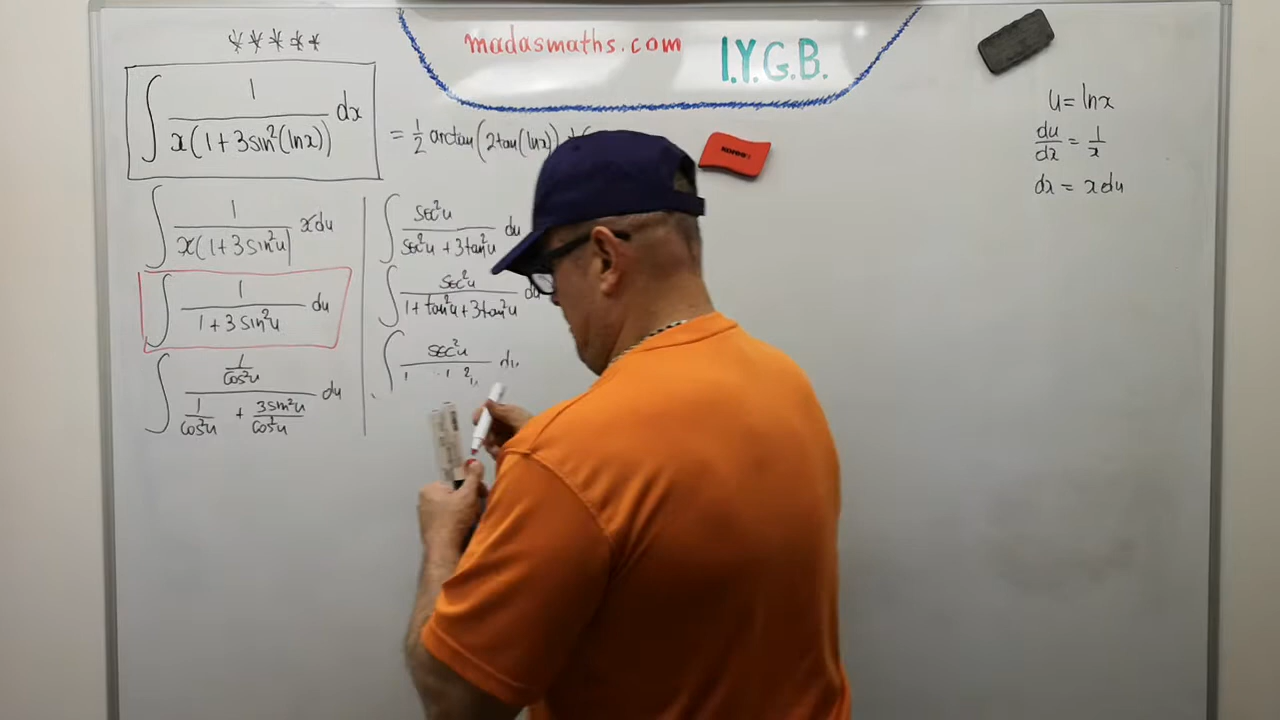 *****
madasmaths.com
I.Y.G.B.
∫ 1 / x(1+3sin²(lnx)) dx = 1/2 arctan(2tan(lnx)) +
∫ 1 / x(1+3sin²u) x du
∫ 1 / 1+3sin²u du
∫ 1/cos²u / 1/cos²u + 3sin²u/cos²u du
∫ sec²u / sec²u + 3tan²u du
∫ sec²u / 1+tan²u+3tan²u du
∫ sec²u / 1 du
u = lnx
du/dx = 1/x
dx = x du